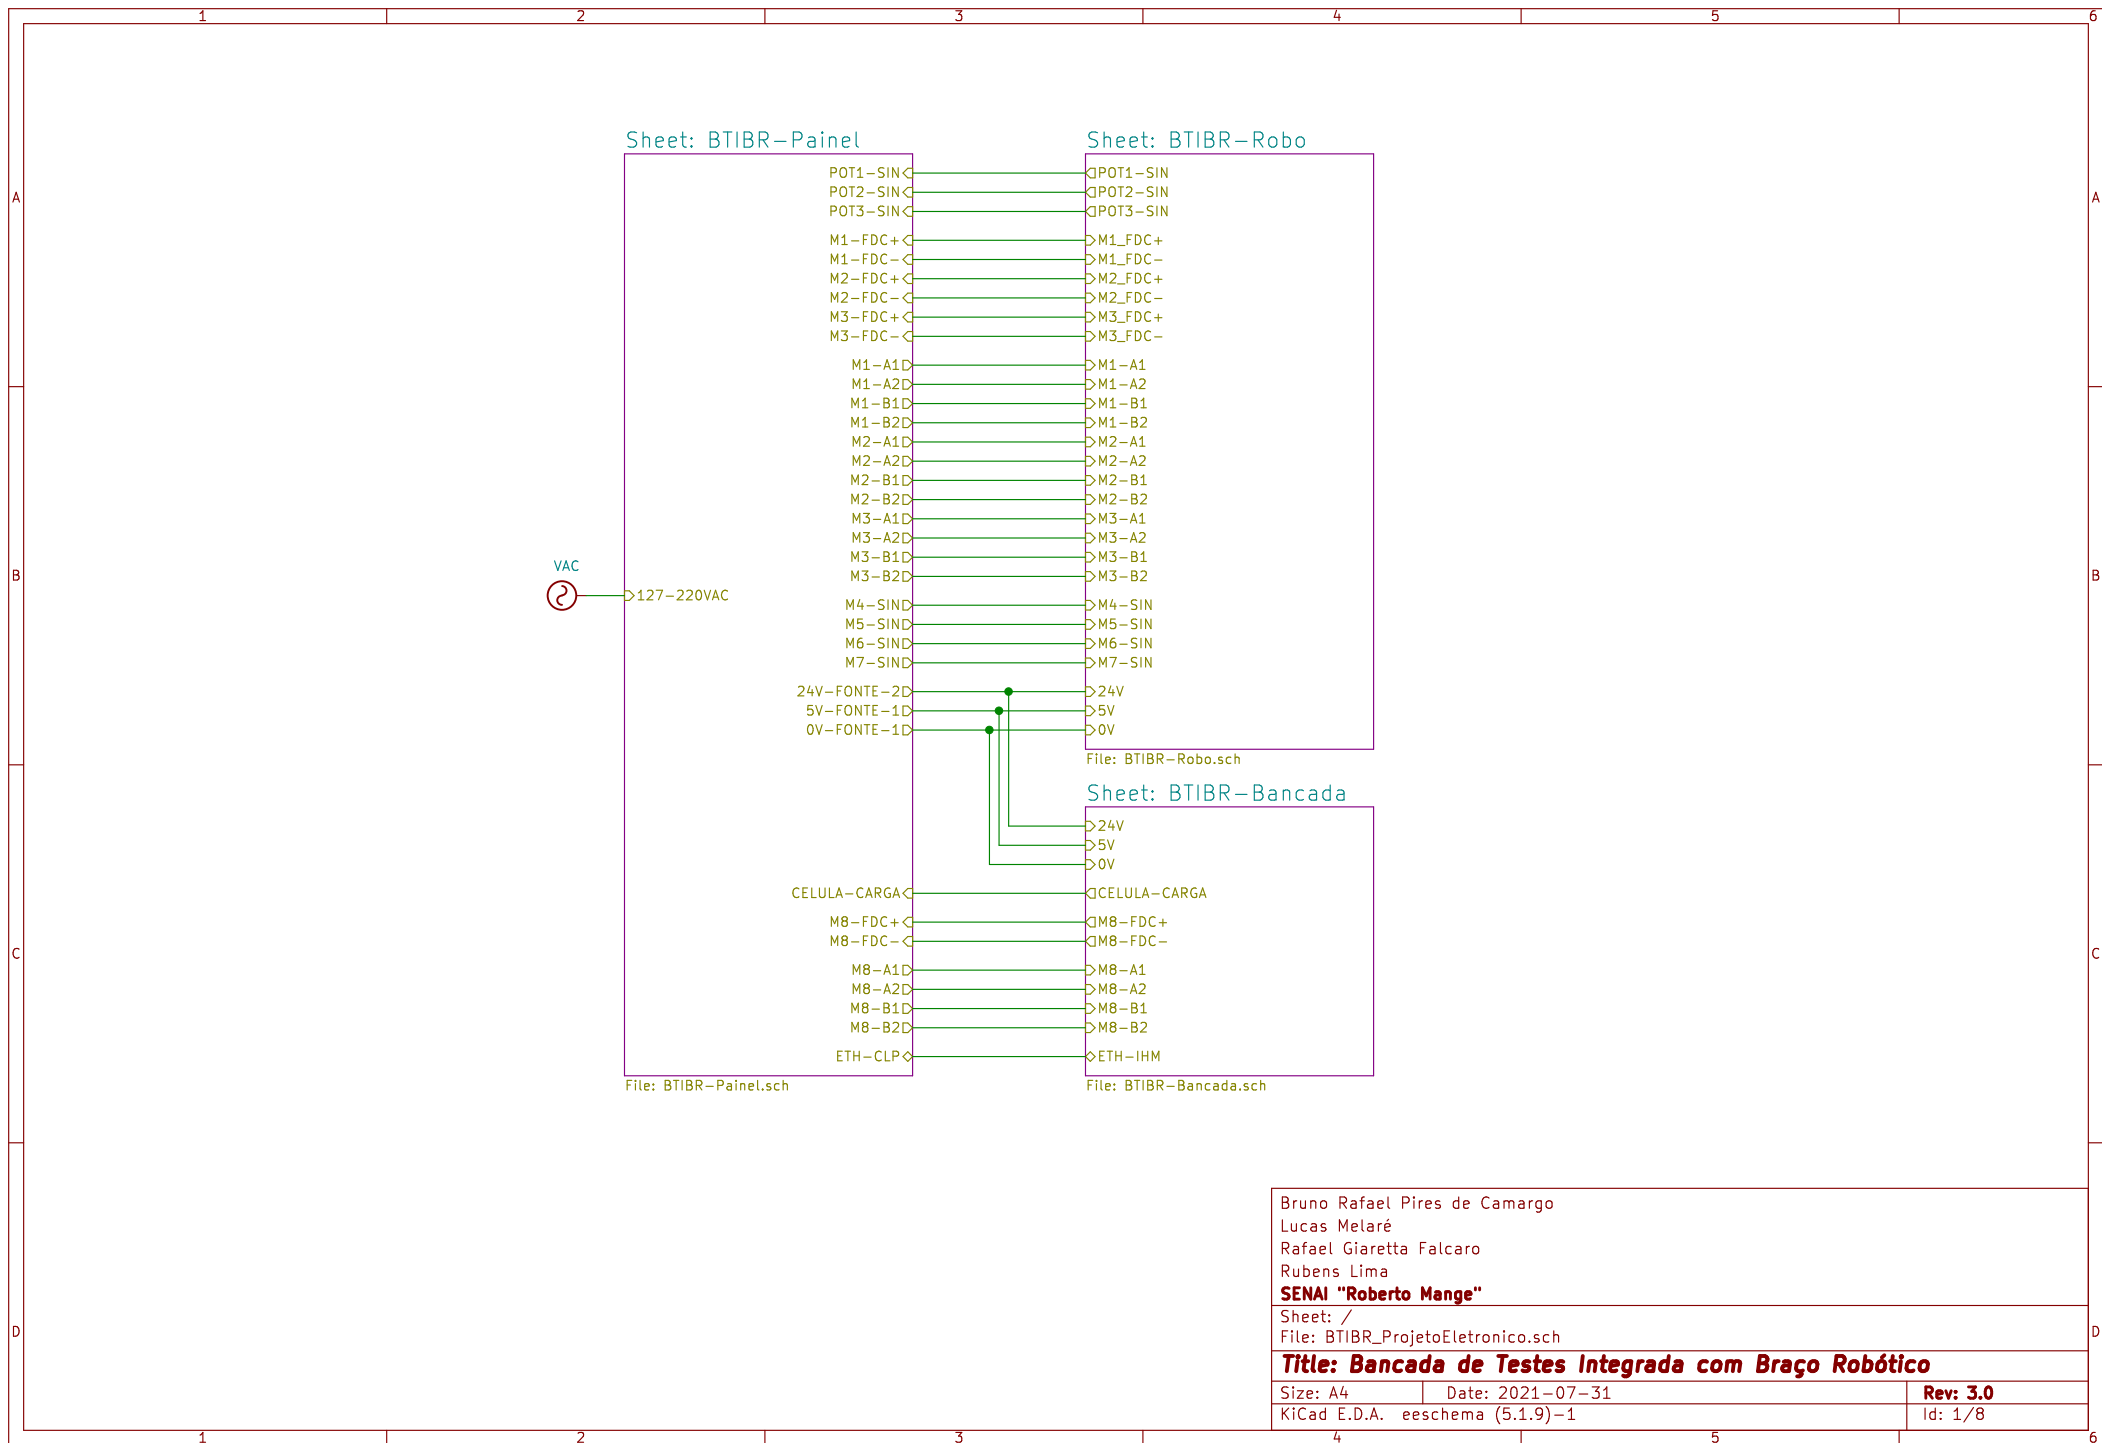 1 2 3 4 5 6
Sheet: BTIBR-Painel
POT1-SIN
POT2-SIN
POT3-SIN
M1-FDC+
M1-FDC-
M2-FDC+
M2-FDC-
M3-FDC+
M3-FDC-
M1-A1
M1-A2
M1-B1
M1-B2
M2-A1
M2-A2
M2-B1
M2-B2
M3-A1
M3-A2
M3-B1
M3-B2
VAC
127-220VAC
M4-SIN
M5-SIN
M6-SIN
M7-SIN
24V-FONTE-2
5V-FONTE-1
0V-FONTE-1
CELULA-CARGA
M8-FDC+
M8-FDC-
M8-A1
M8-A2
M8-B1
M8-B2
ETH-CLP
File: BTIBR-Painel.sch
Sheet: BTIBR-Robo
POT1-SIN
POT2-SIN
POT3-SIN
M1_FDC+
M1_FDC-
M2_FDC+
M2_FDC-
M3_FDC+
M3_FDC-
M1-A1
M1-A2
M1-B1
M1-B2
M2-A1
M2-A2
M2-B1
M2-B2
M3-A1
M3-A2
M3-B1
M3-B2
M4-SIN
M5-SIN
M6-SIN
M7-SIN
24V
5V
0V
File: BTIBR-Robo.sch
Sheet: BTIBR-Bancada
24V
5V
0V
CELULA-CARGA
M8-FDC+
M8-FDC-
M8-A1
M8-A2
M8-B1
M8-B2
ETH-IHM
File: BTIBR-Bancada.sch
A A
B B
C C
D D
Bruno Rafael Pires de Camargo
Lucas Melaré
Rafael Giaretta Falcaro
Rubens Lima
SENAI "Roberto Mange"
Sheet: /
File: BTIBR_ProjetoEletronico.sch
Title: Bancada de Testes Integrada com Braço Robótico
Size: A4 Date: 2021-07-31 Rev: 3.0
KiCad E.D.A. eeschema (5.1.9)-1 Id: 1/8
1 2 3 4 5 6